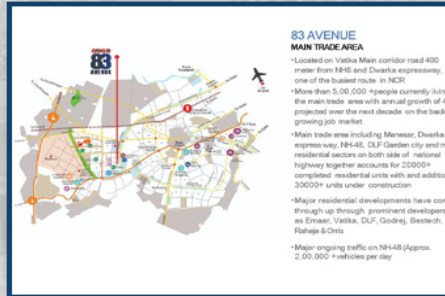 83
AVENUE
83 AVENUE
MAIN TRADE AREA
•Located on Vatika Main corridor road 400
meter from NH8 and Dwarka expressway,
one of the busiest route in NCR
•More than 5,00,000 +people currently livin
the main trade area with annual growth of 4
projected over the next decade on the back
growing job market
•Main trade area including Manesar, Dwarka
express way, NH-48, DLF Garden city and m
residential sectors on both side of national
highway together accounts for 20000+
completed residential units with and additio
30000+ units under construction
•Major residential developments have com
through up through prominent developers
as Emaar, Vatika, DLF, Godrej, Bestech,
Raheja & Orris
•Major ongoing traffic on NH-48 (Approx.
2,00,000 +vehicles per day